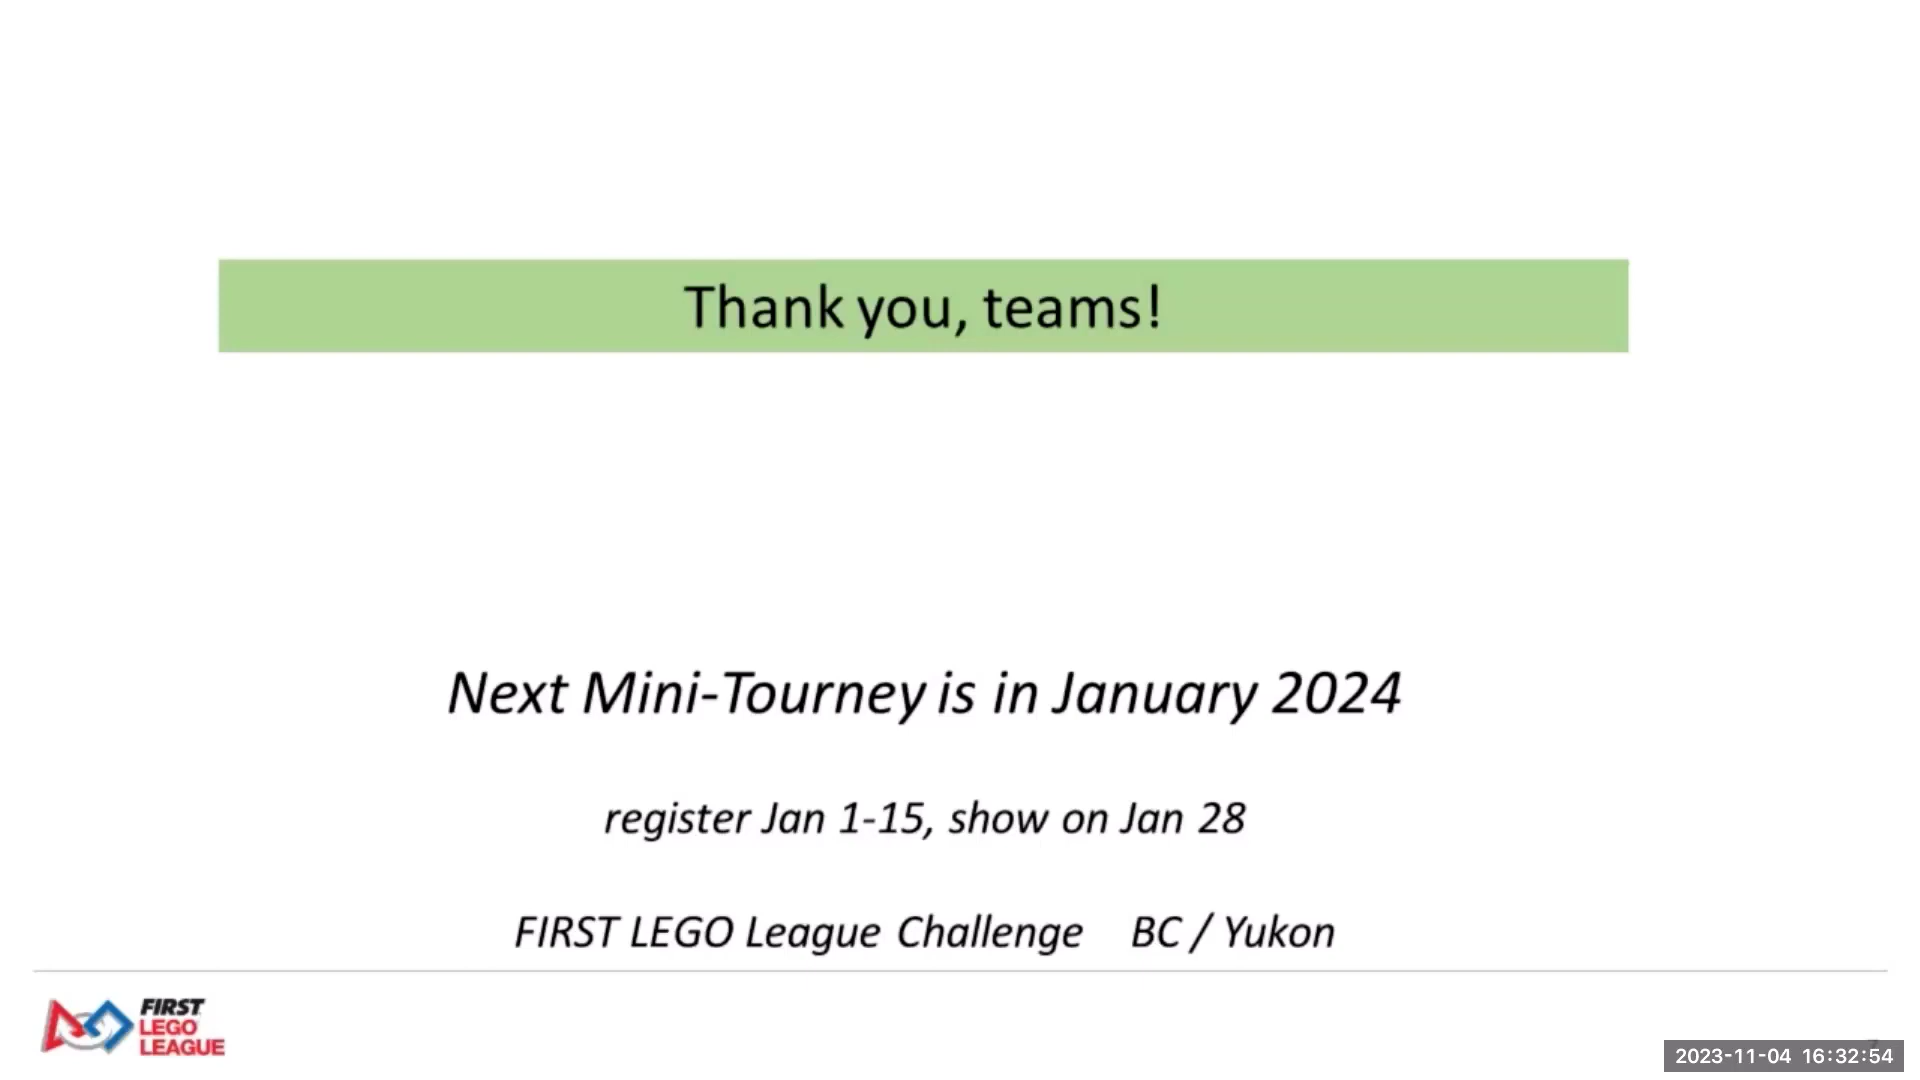 Thank you, teams!
Next Mini-Tourney is in January 2024
register Jan 1-15, show on Jan 28
FIRST LEGO League Challenge BC / Yukon
FIRST
LEGO
LEAGUE
2023-11-04 16:32:54